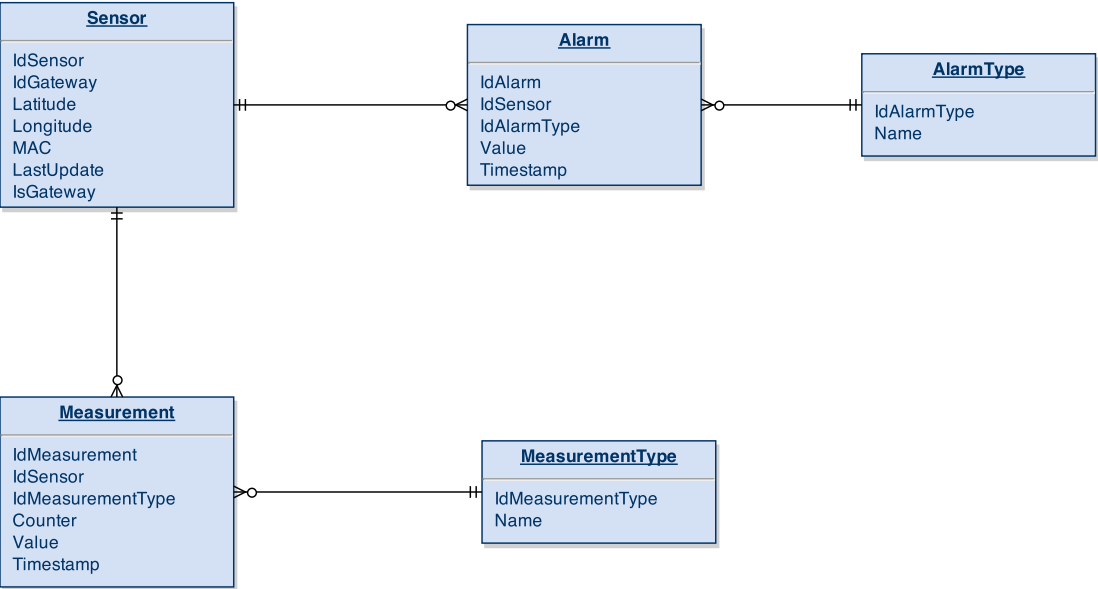 Sensor
IdSensor
IdGateway
Latitude
Longitude
MAC
LastUpdate
IsGateway
Alarm
IdAlarm
IdSensor
IdAlarmType
Value
Timestamp
AlarmType
IdAlarmType
Name
Measurement
IdMeasurement
IdSensor
IdMeasurementType
Counter
Value
Timestamp
MeasurementType
IdMeasurementType
Name